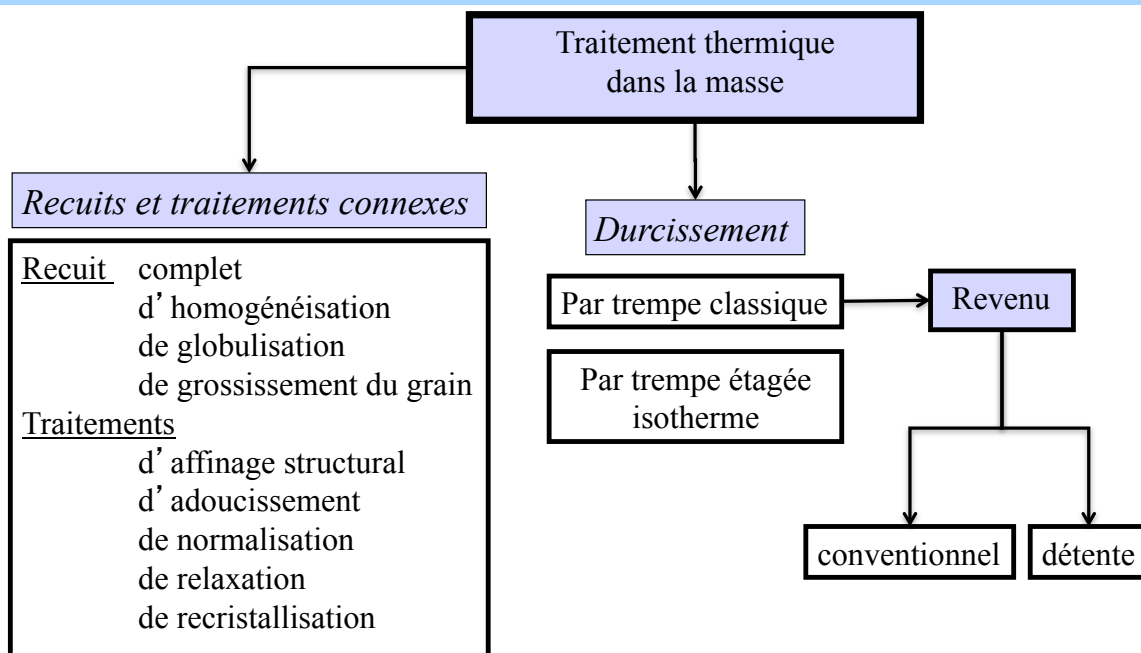 Traitement thermique
dans la masse
Recuits et traitements connexes
Recuit complet
d’ homogénéisation
de globulisation
de grossissement du grain
Traitements
d’ affinage structural
d’ adoucissement
de normalisation
de relaxation
de recristallisation
Durcissement
Par trempe classique
Revenu
Par trempe étagée
isotherme
conventionnel
détente